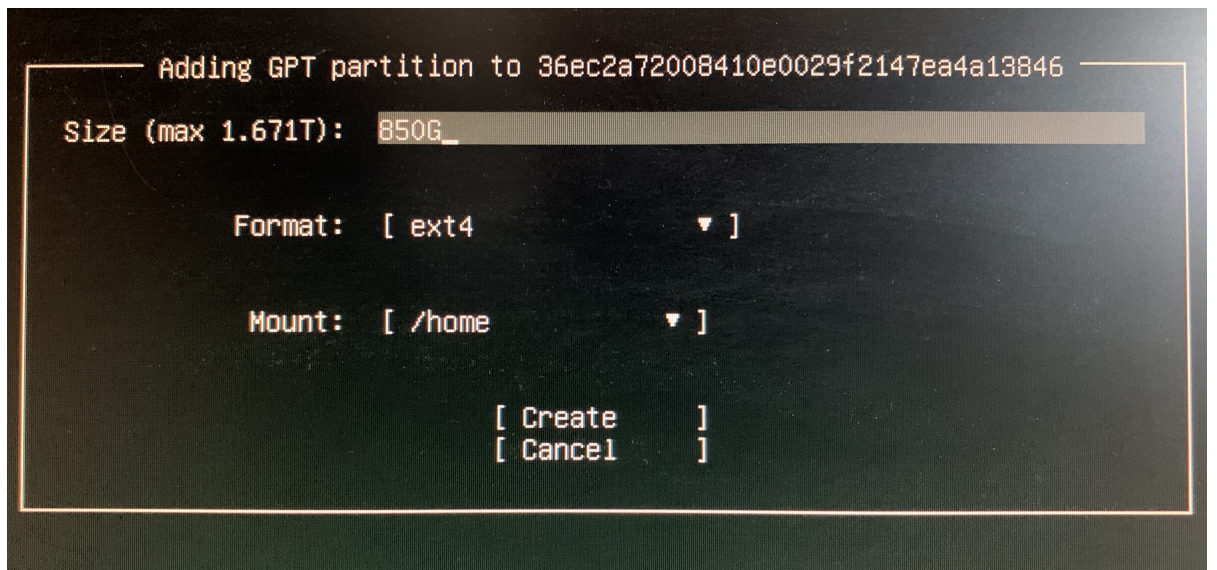 Adding GPT partition to 36ec2a72008410e0029f2147ea4a13846
Size (max 1.671T): 850G_
Format: [ ext4 ▼ ]
Mount: [ /home ▼ ]
[ Create ]
[ Cancel ]